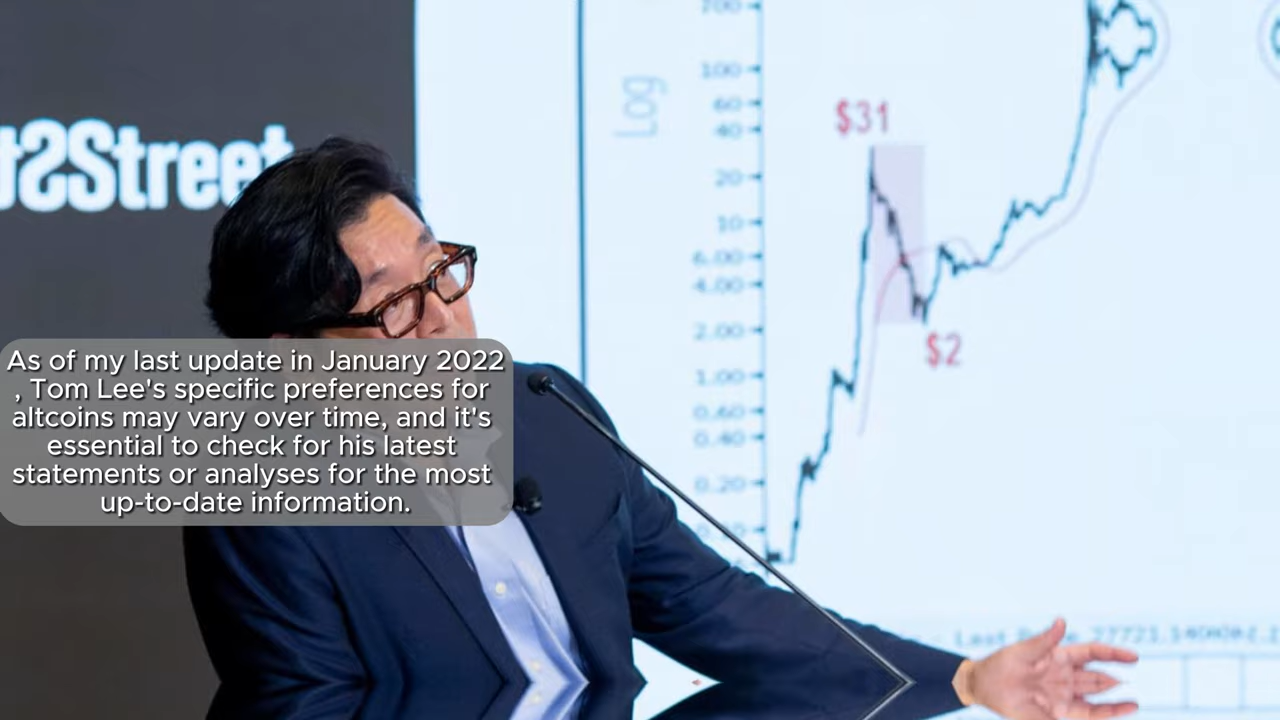 t2Street
As of my last update in January 2022
, Tom Lee's specific preferences for
altcoins may vary over time, and it's
essential to check for his latest
statements or analyses for the most
up-to-date information.
Log
100
60
40
$31
20
10
6.00
4.00
2.00
$2
1.00
0.60
0.40
0.20